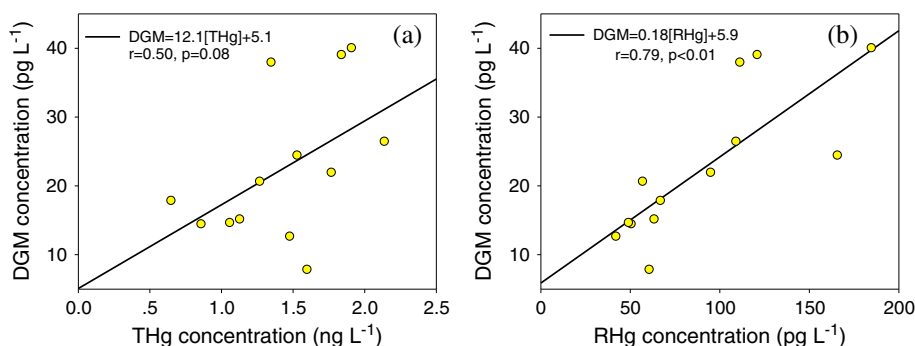 DGM=12.1[THg]+5.1
r=0.50, p=0.08
(a)
40
30
20
10
DGM concentration (pg L-1)
0.0 .5 1.0 1.5 2.0 2.5
THg concentration (ng L-1)
DGM=0.18[RHg]+5.9
r=0.79, p<0.01
(b)
40
30
20
10
DGM concentration (pg L-1)
0 50 100 150 200
RHg concentration (pg L-1)